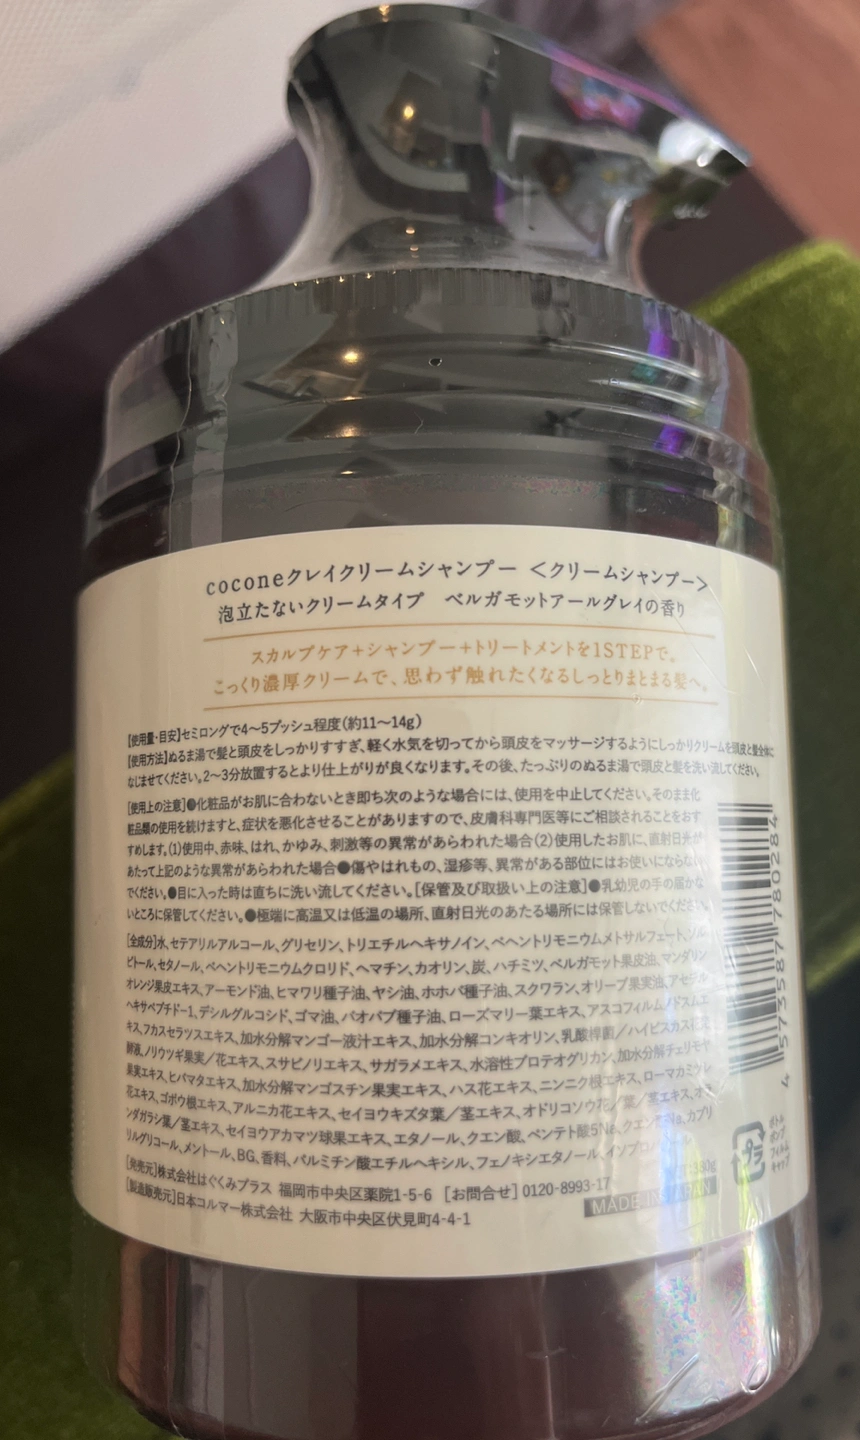 coconeクレイクリームシャンプー ＜クリームシャンプー＞
泡立たないクリームタイプ ベルガモットアールグレイの香り
スカルプケア+シャンプー+トリートメントを1STEPで。
こっくり濃厚クリームで、思わず触れたくなるしっとりまとまる髪へ。
【使用量・目安】セミロングで4〜5プッシュ程度(約11〜14g)
【使用方法】ぬるま湯で髪と頭皮をしっかりすすぎ、軽く水気を切ってから頭皮をマッサージするようにしっかりクリームを頭皮と髪全体に
なじませてください。2〜3分放置するとより仕上がりが良くなります。その後、たっぷりのぬるま湯で頭皮と髪を洗い流してください。
[使用上の注意]●化粧品がお肌に合わないとき即ち次のような場合には、使用を中止してください。そのまま化
粧品類の使用を続けますと、症状を悪化させることがありますので、皮膚科専門医等にご相談されることをおす
すめします。(1)使用中、赤味、はれ、かゆみ、刺激等の異常があらわれた場合(2)使用したお肌に、直射日光が
あたって上記のような異常があらわれた場合●傷やはれもの、湿疹等、異常がある部位にはお使いにならない
でください。●目に入った時は直ちに洗い流してください。[保管及び取扱い上の注意]●乳幼児の手の届かな
いところに保管してください。●極端に高温又は低温の場所、直射日光のあたる場所には保管しないでください。
[全成分]水、セテアリルアルコール、グリセリン、トリエチルヘキサノイン、ベヘントリモニウムメトサルフェート、ソル
ビトール、セタノール、ベヘントリモニウムクロリド、ヘマチン、カオリン、炭、ハチミツ、ベルガモット果皮油、マンダリン
オレンジ果皮エキス、アーモンド油、ヒマワリ種子油、ヤシ油、ホホバ種子油、スクワラン、オリーブ果実油、アセチル
ヘキサペプチド-1、デシルグルコシド、ゴマ油、バオバブ種子油、ローズマリー葉エキス、アスコフィルムノドスムエ
キス、フカスセラツスエキス、加水分解マンゴー液汁エキス、加水分解コンキオリン、乳酸桿菌/ハイビスカス花発
酵液、ノリウツギ果実/花エキス、スサビノリエキス、サガラメエキス、水溶性プロテオグリカン、加水分解チェリモヤ
果実エキス、ヒバマタエキス、加水分解マンゴスチン果実エキス、ハス花エキス、ニンニク根エキス、ローマカミツレ
花エキス、ゴボウ根エキス、アルニカ花エキス、セイヨウキズタ葉/茎エキス、オドリコソウ花/葉/茎エキス、オラ
ンダガラシ葉/茎エキス、セイヨウアカマツ球果エキス、エタノール、クエン酸、ペンテト酸5Na、クエン酸Na、カプリ
リルグリコール、メントール、BG、香料、パルミチン酸エチルヘキシル、フェノキシエタノール、イソプロパノール
380g
[発売元]株式会社はぐくみプラス 福岡市中央区薬院1-5-6 [お問合せ]0120-8993-17
[製造販売元]日本コルマー株式会社 大阪市中央区伏見町4-4-1
MADE IN JAPAN
4 573587 780284
プラ
ボトル
ポンプ
フィルム
キャップ